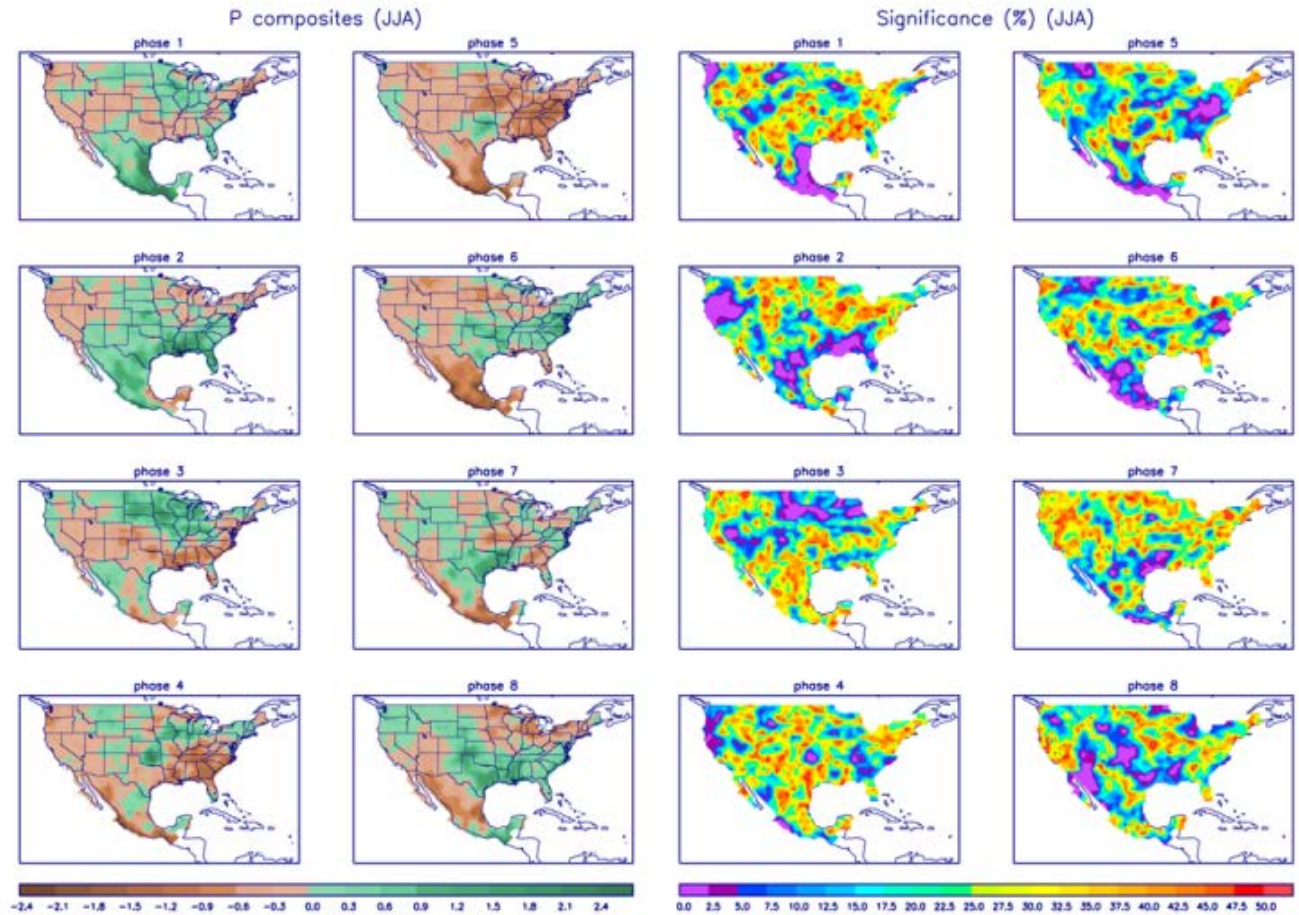 P composites (JJA) Significance (%) (JJA)
phase 1 phase 5 phase 1 phase 5
phase 2 phase 6 phase 2 phase 6
phase 3 phase 7 phase 3 phase 7
phase 4 phase 8 phase 4 phase 8
-2.4 -2.1 -1.8 -1.5 -1.2 -0.9 -0.6 -0.3 0.0 0.3 0.6 0.9 1.2 1.5 1.8 2.1 2.4 0.0 2.5 5.0 7.5 10.0 12.5 15.0 17.5 20.0 22.5 25.0 27.5 30.0 32.5 35.0 37.5 40.0 42.5 45.0 47.5 50.0